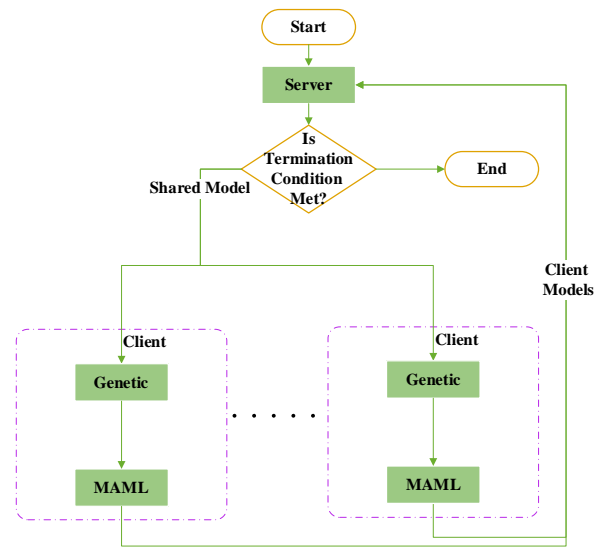 Start
Server
Is
Termination
Condition
Met?
End
Shared Model
Client
Models
Client
Client
Genetic
Genetic
MAML
MAML